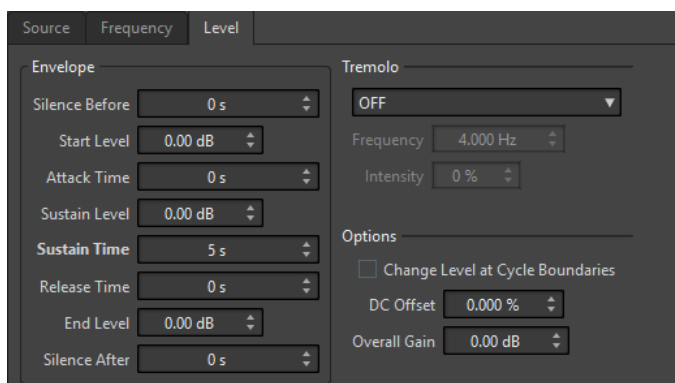 Source Frequency Level
Envelope
Silence Before 0 s
Start Level 0.00 dB
Attack Time 0 s
Sustain Level 0.00 dB
Sustain Time 5 s
Release Time 0 s
End Level 0.00 dB
Silence After 0 s
Tremolo
OFF
Frequency 4.000 Hz
Intensity 0 %
Options
Change Level at Cycle Boundaries
DC Offset 0.000 %
Overall Gain 0.00 dB